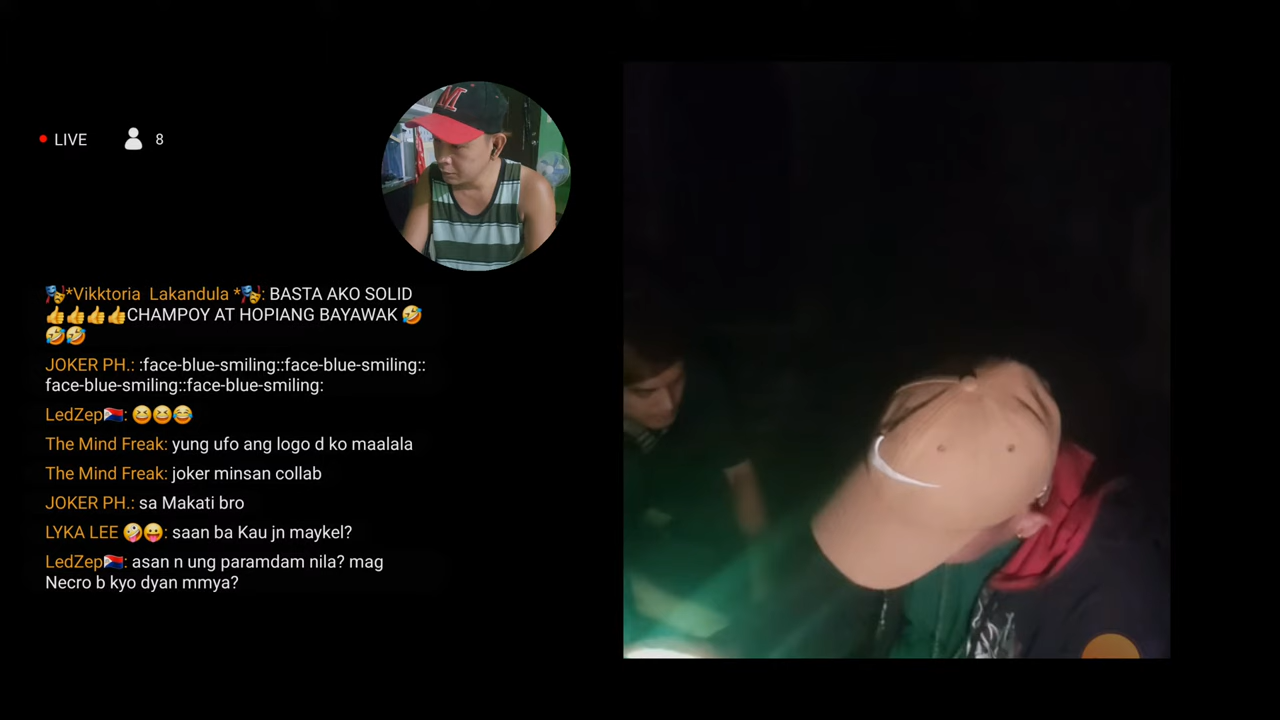 LIVE 8
M
🎭*Vikktoria Lakandula *🎭: BASTA AKO SOLID
👍👍👍👍CHAMPOY AT HOPIANG BAYAWAK 🤣
🤣🤣
JOKER PH.: :face-blue-smiling::face-blue-smiling::
face-blue-smiling::face-blue-smiling:
LedZep🇵🇭: 😆😆😂
The Mind Freak: yung ufo ang logo d ko maalala
The Mind Freak: joker minsan collab
JOKER PH.: sa Makati bro
LYKA LEE 🤪😛: saan ba Kau jn maykel?
LedZep🇵🇭: asan n ung paramdam nila? mag
Necro b kyo dyan mmya?